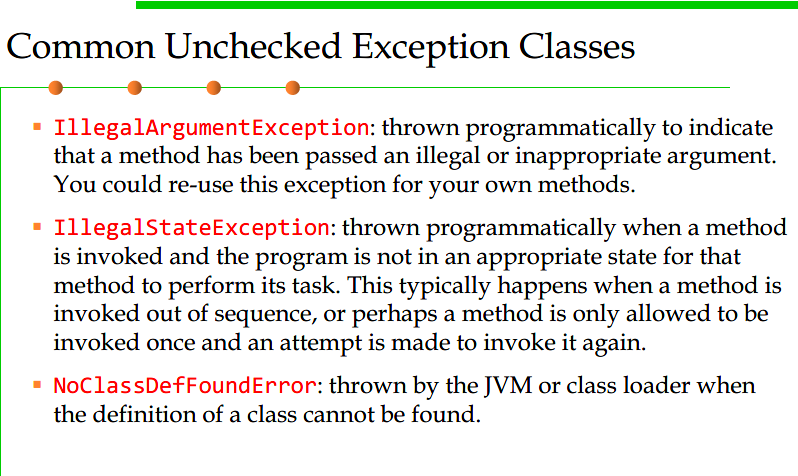 Common Unchecked Exception Classes
IllegalArgumentException: thrown programmatically to indicate
that a method has been passed an illegal or inappropriate argument.
You could re-use this exception for your own methods.
IllegalStateException: thrown programmatically when a method
is invoked and the program is not in an appropriate state for that
method to perform its task. This typically happens when a method is
invoked out of sequence, or perhaps a method is only allowed to be
invoked once and an attempt is made to invoke it again.
NoClassDefFoundError: thrown by the JVM or class loader when
the definition of a class cannot be found.